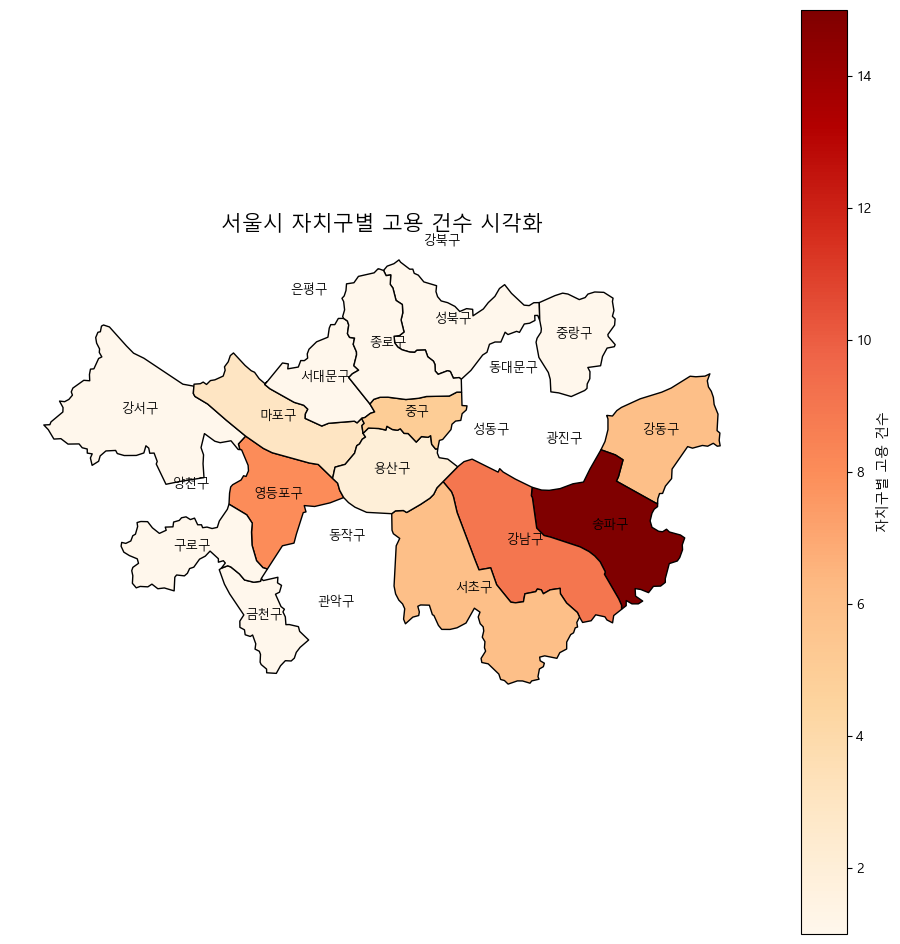 서울시 자치구별 고용 건수 시각화
강북구
은평구
성북구
중랑구
종로구
동대문구
서대문구
강서구
마포구
중구
성동구
광진구
강동구
용산구
양천구
영등포구
송파구
동작구
강남구
구로구
서초구
관악구
금천구
14
12
10
8
6
4
2
자치구별 고용 건수